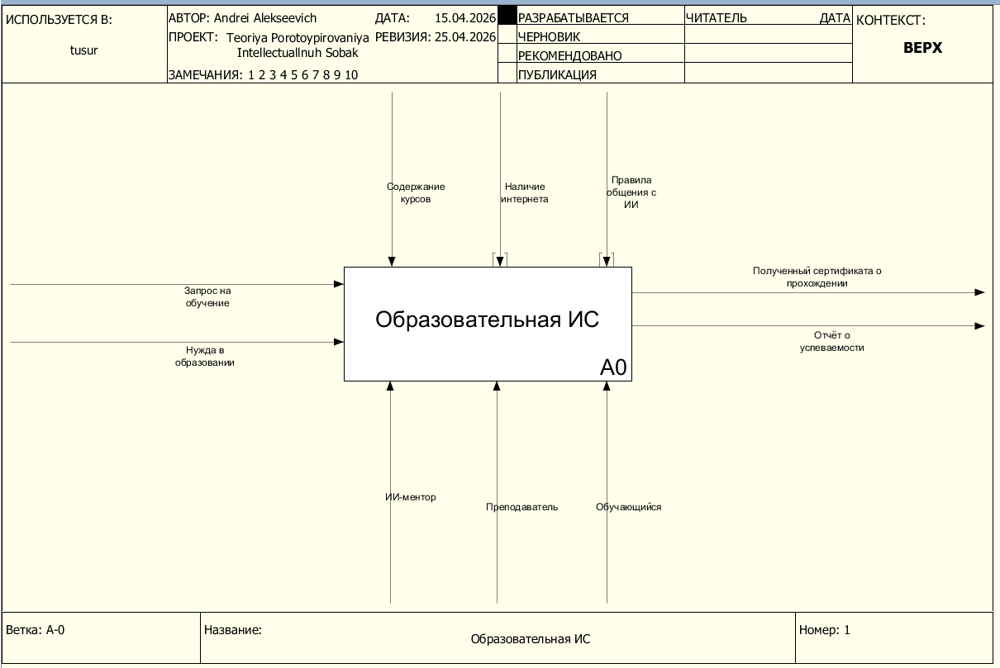 ИСПОЛЬЗУЕТСЯ В:
tusur
АВТОР: Andrei Alekseevich
ДАТА: 15.04.2026
ПРОЕКТ: Teoriya Porotoypirovaniya
Intellectuallnuh Sobak
РЕВИЗИЯ: 25.04.2026
ЗАМЕЧАНИЯ: 1 2 3 4 5 6 7 8 9 10
РАЗРАБАТЫВАЕТСЯ
ЧЕРНОВИК
РЕКОМЕНДОВАНО
ПУБЛИКАЦИЯ
ЧИТАТЕЛЬ ДАТА
КОНТЕКСТ:
ВЕРХ
Содержание
курсов
Наличие
интернета
Правила
общения с
ИИ
Запрос на
обучение
Нужда в
образовании
Образовательная ИС
A0
Полученный сертификата о
прохождении
Отчёт о
успеваемости
ИИ-ментор
Преподаватель
Обучающийся
Ветка: A-0
Название:
Образовательная ИС
Номер: 1